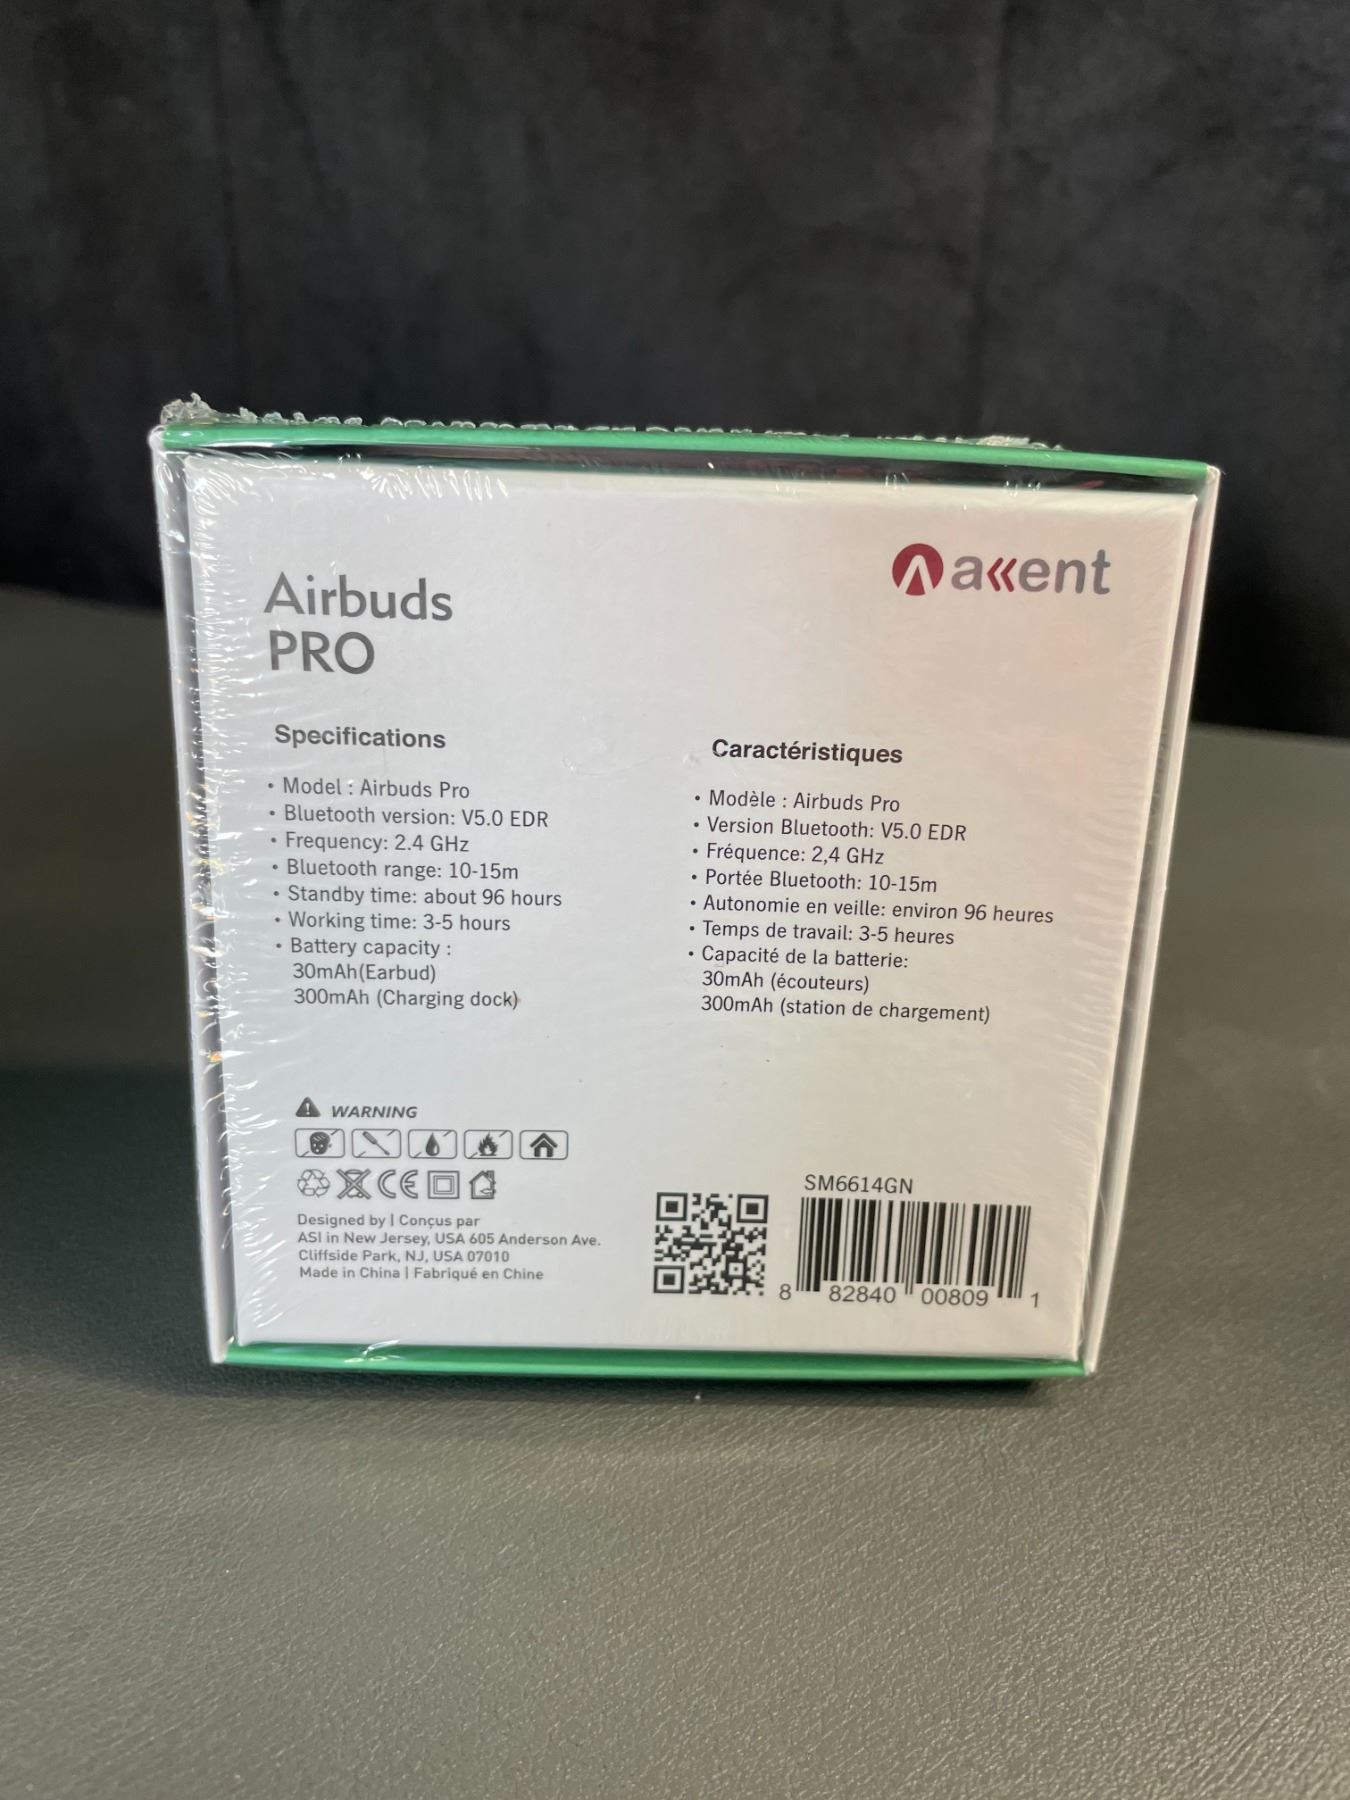 a«ent
Airbuds
PRO
Specifications
• Model : Airbuds Pro
• Bluetooth version: V5.0 EDR
• Frequency: 2.4 GHz
• Bluetooth range: 10-15m
• Standby time: about 96 hours
• Working time: 3-5 hours
• Battery capacity :
30mAh(Earbud)
300mAh (Charging dock)
Caractéristiques
• Modèle : Airbuds Pro
• Version Bluetooth: V5.0 EDR
• Fréquence: 2,4 GHz
• Portée Bluetooth: 10-15m
• Autonomie en veille: environ 96 heures
• Temps de travail: 3-5 heures
• Capacité de la batterie:
30mAh (écouteurs)
300mAh (station de chargement)
WARNING
CE
Designed by | Conçus par
ASI in New Jersey, USA 605 Anderson Ave.
Cliffside Park, NJ, USA 07010
Made in China | Fabriqué en Chine
SM6614GN
8 82840 00809 1